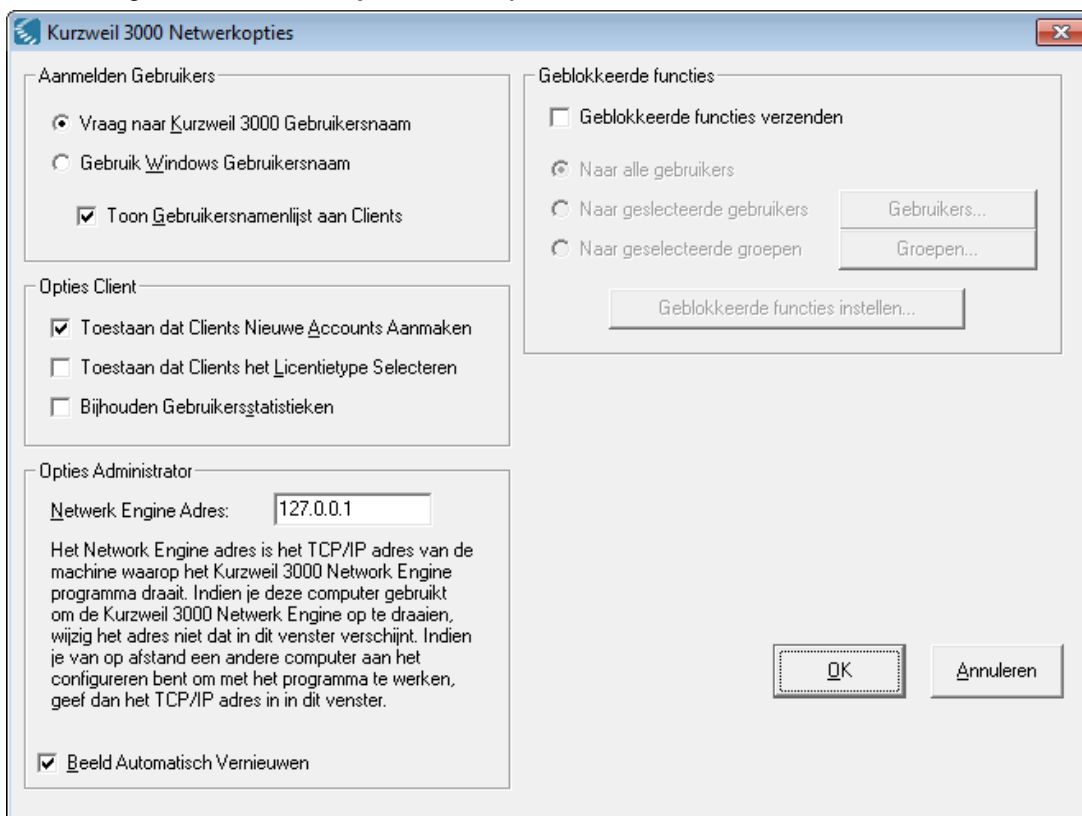 Kurzweil 3000 Netwerkopties
Aanmelden Gebruikers
Vraag naar Kurzweil 3000 Gebruikersnaam
Gebruik Windows Gebruikersnaam
Toon Gebruikersnamenlijst aan Clients
Opties Client
Toestaan dat Clients Nieuwe Accounts Aanmaken
Toestaan dat Clients het Licentietype Selecteren
Bijhouden Gebruikersstatistieken
Opties Administrator
Netwerk Engine Adres: 127.0.0.1
Het Network Engine adres is het TCP/IP adres van de
machine waarop het Kurzweil 3000 Network Engine
programma draait. Indien je deze computer gebruikt
om de Kurzweil 3000 Netwerk Engine op te draaien,
wijzig het adres niet dat in dit venster verschijnt. Indien
je van op afstand een andere computer aan het
configureren bent om met het programma te werken,
geef dan het TCP/IP adres in in dit venster.
Beeld Automatisch Vernieuwen
Geblokkeerde functies
Geblokkeerde functies verzenden
Naar alle gebruikers
Naar geslecteerde gebruikers Gebruikers...
Naar geselecteerde groepen Groepen...
Geblokkeerde functies instellen...
OK Annuleren